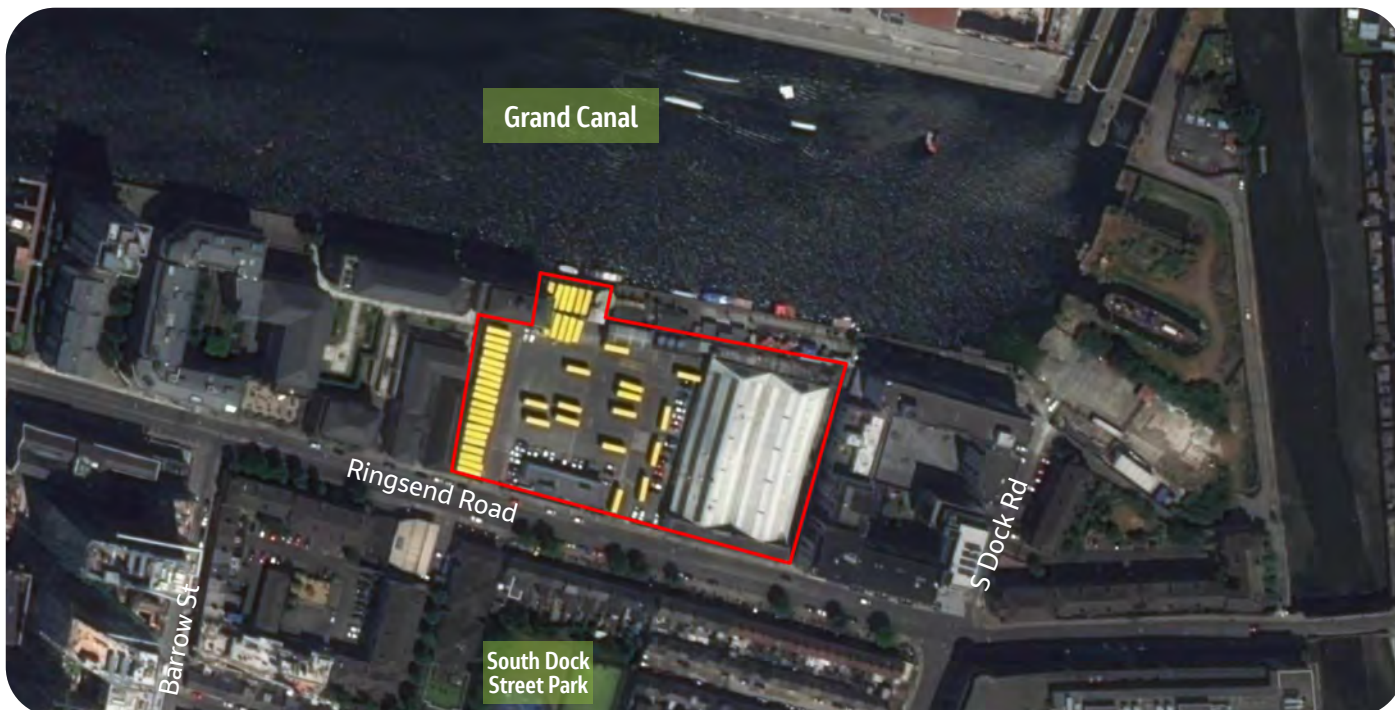 Grand Canal
Ringsend Road
S Dock Rd
Barrow St
South Dock
Street Park